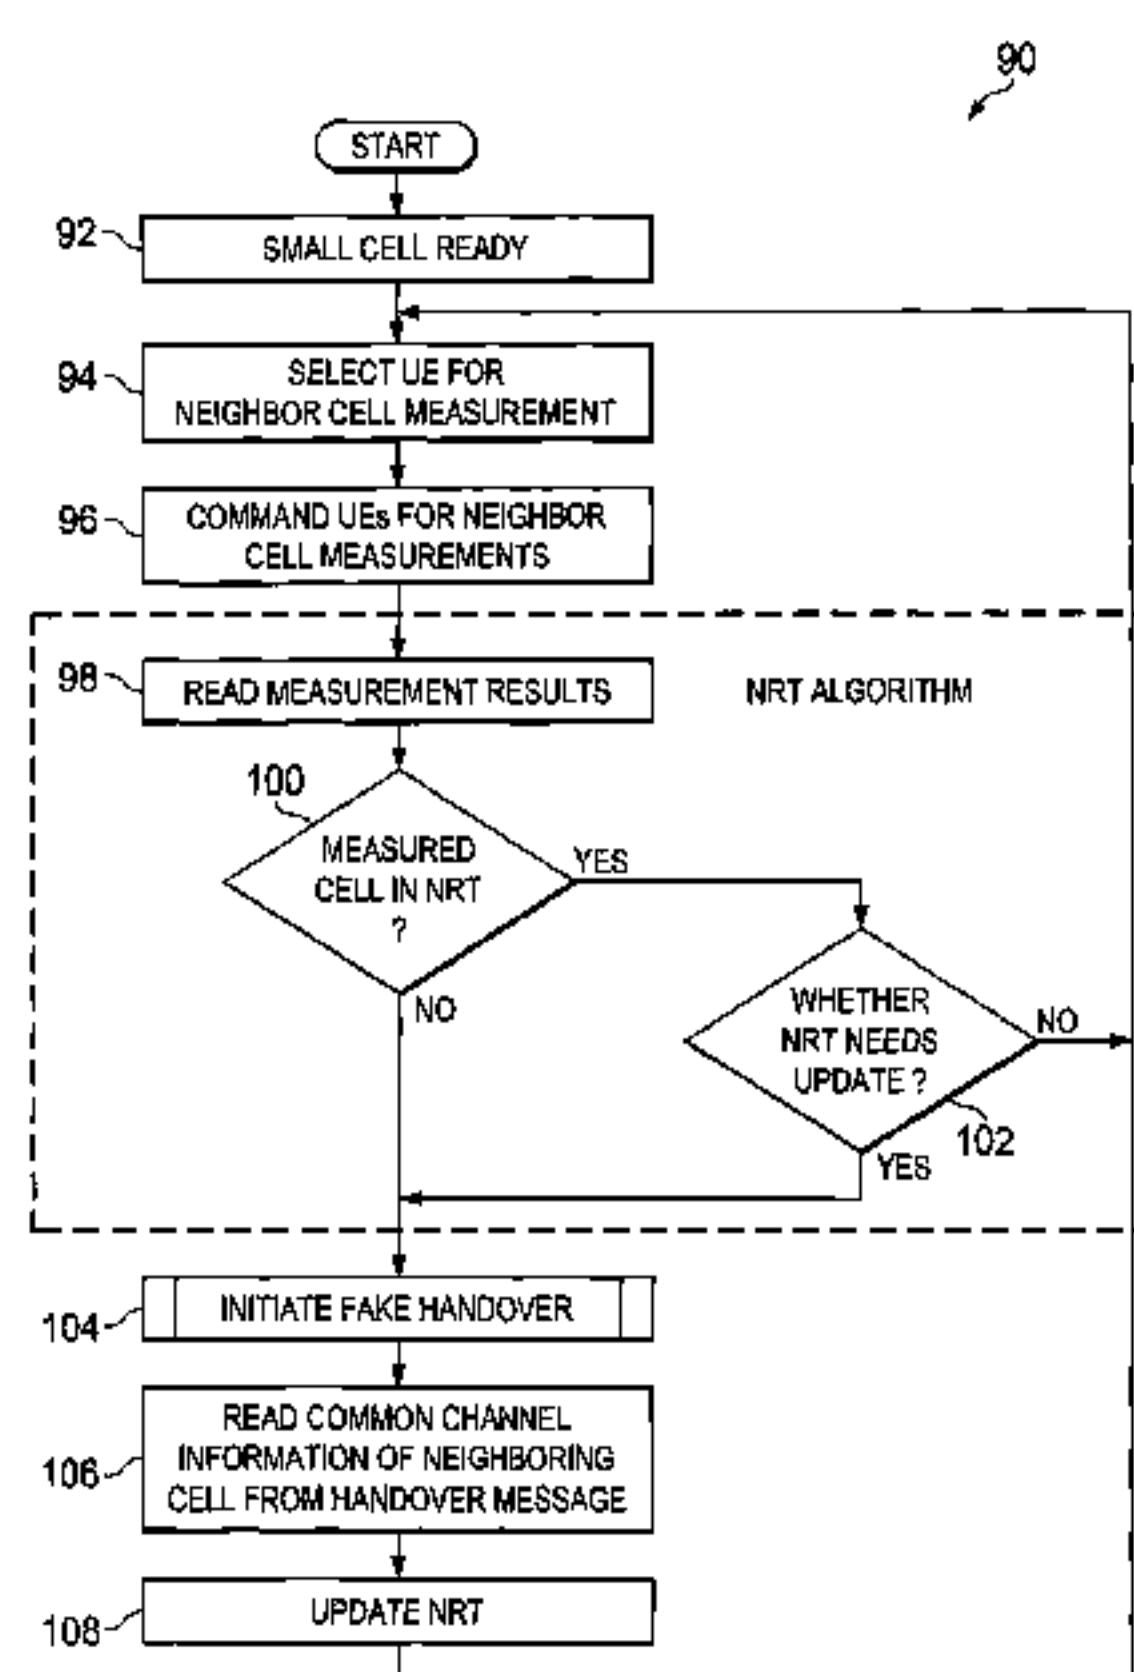 90
START
92
SMALL CELL READY
94
SELECT UE FOR
NEIGHBOR CELL MEASUREMENT
96
COMMAND UEs FOR NEIGHBOR
CELL MEASUREMENTS
98
READ MEASUREMENT RESULTS
NRT ALGORITHM
100
MEASURED
CELL IN NRT
?
YES
NO
WHETHER
NRT NEEDS
UPDATE ?
NO
102
YES
104
INITIATE FAKE HANDOVER
106
READ COMMON CHANNEL
INFORMATION OF NEIGHBORING
CELL FROM HANDOVER MESSAGE
108
UPDATE NRT